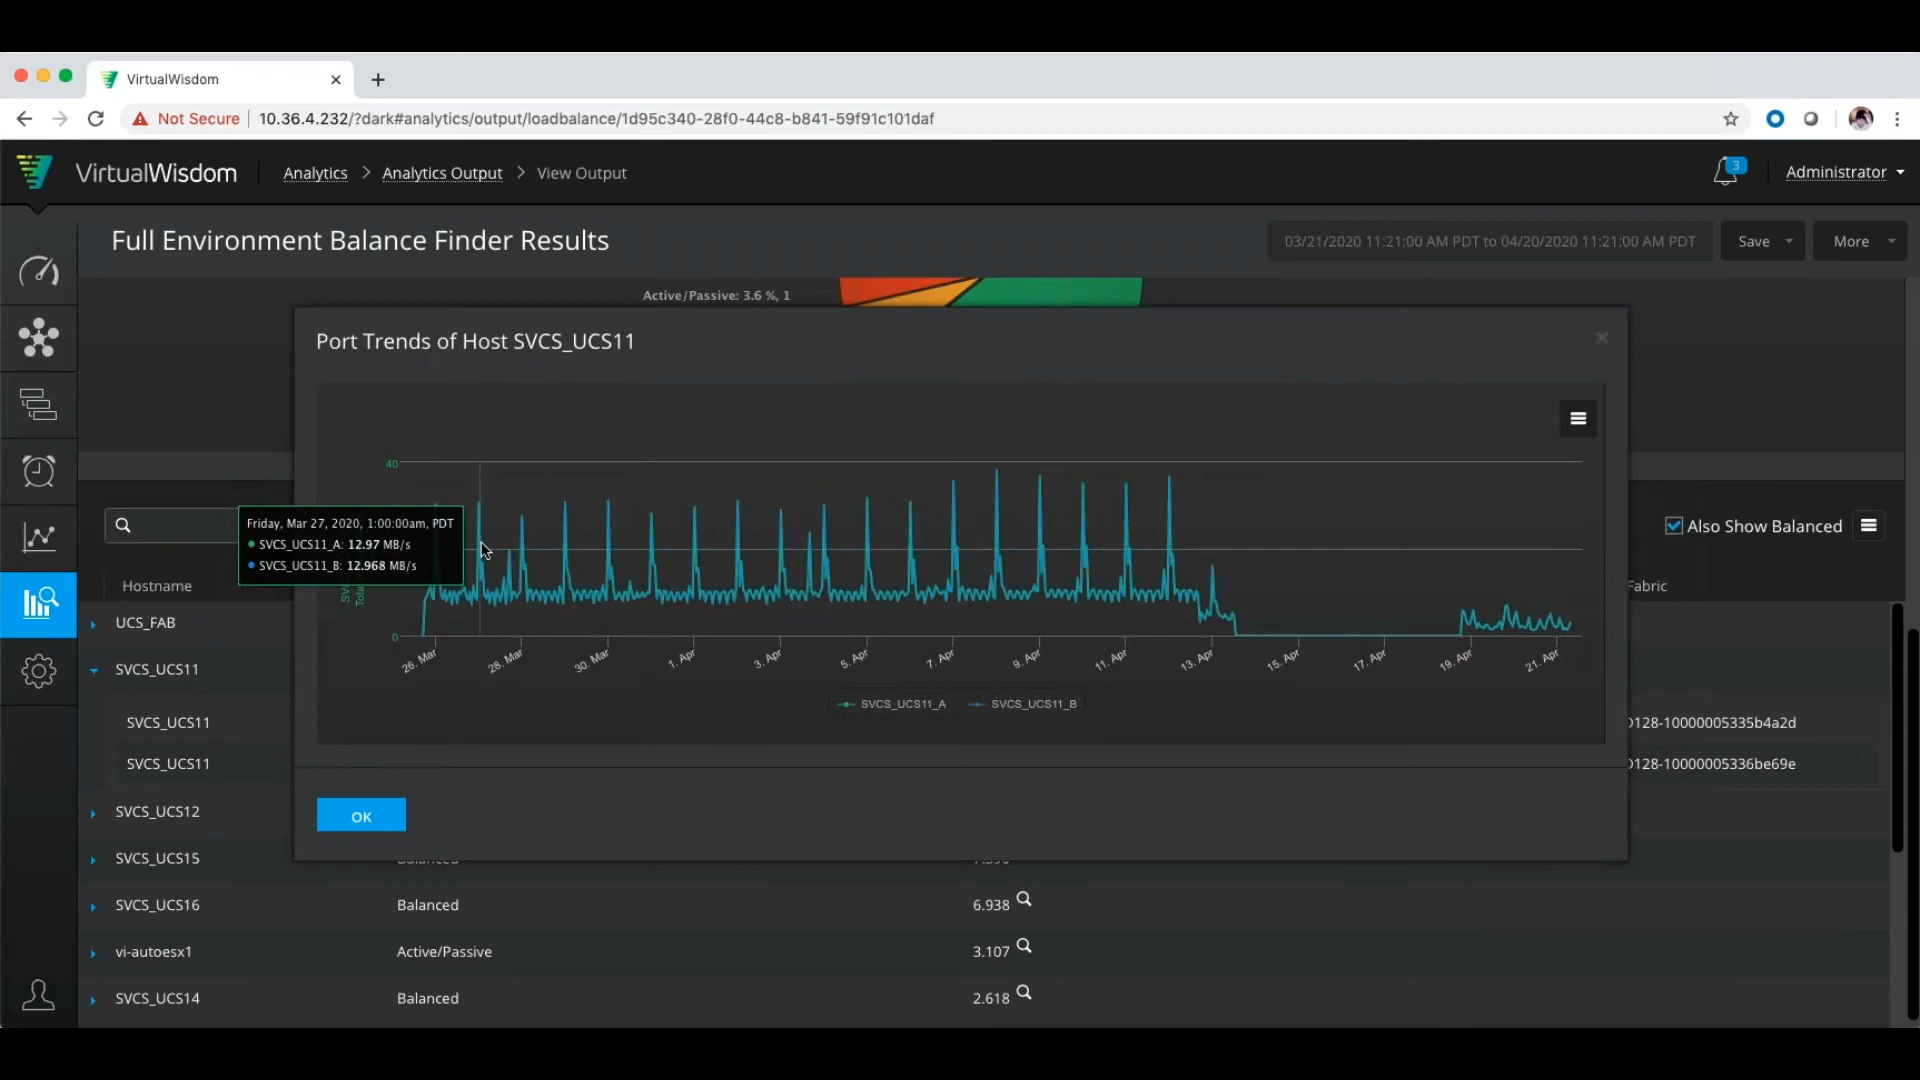 VirtualWisdom
Not Secure
10.36.4.232/?dark#analytics/output/loadbalance/1d95c340-28f0-44c8-b841-59f91c101daf
VirtualWisdom
Analytics > Analytics Output > View Output
3
Administrator
Full Environment Balance Finder Results
03/21/2020 11:21:00 AM PDT to 04/20/2020 11:21:00 AM PDT
Save
More
Active/Passive: 3.6 %, 1
Port Trends of Host SVCS_UCS11
40
0
Friday, Mar 27, 2020, 1:00:00am, PDT
SVCS_UCS11_A: 12.97 MB/s
SVCS_UCS11_B: 12.968 MB/s
26. Mar
28. Mar
30. Mar
1. Apr
3. Apr
5. Apr
7. Apr
9. Apr
11. Apr
13. Apr
15. Apr
17. Apr
19. Apr
21. Apr
SVCS_UCS11_A
SVCS_UCS11_B
Also Show Balanced
Hostname
Fabric
UCS_FAB
SVCS_UCS11
SVCS_UCS11
128-10000005335b4a2d
SVCS_UCS11
128-10000005336be69e
OK
SVCS_UCS12
SVCS_UCS15
SVCS_UCS16 Balanced 6.938
vi-autoesx1 Active/Passive 3.107
SVCS_UCS14 Balanced 2.618